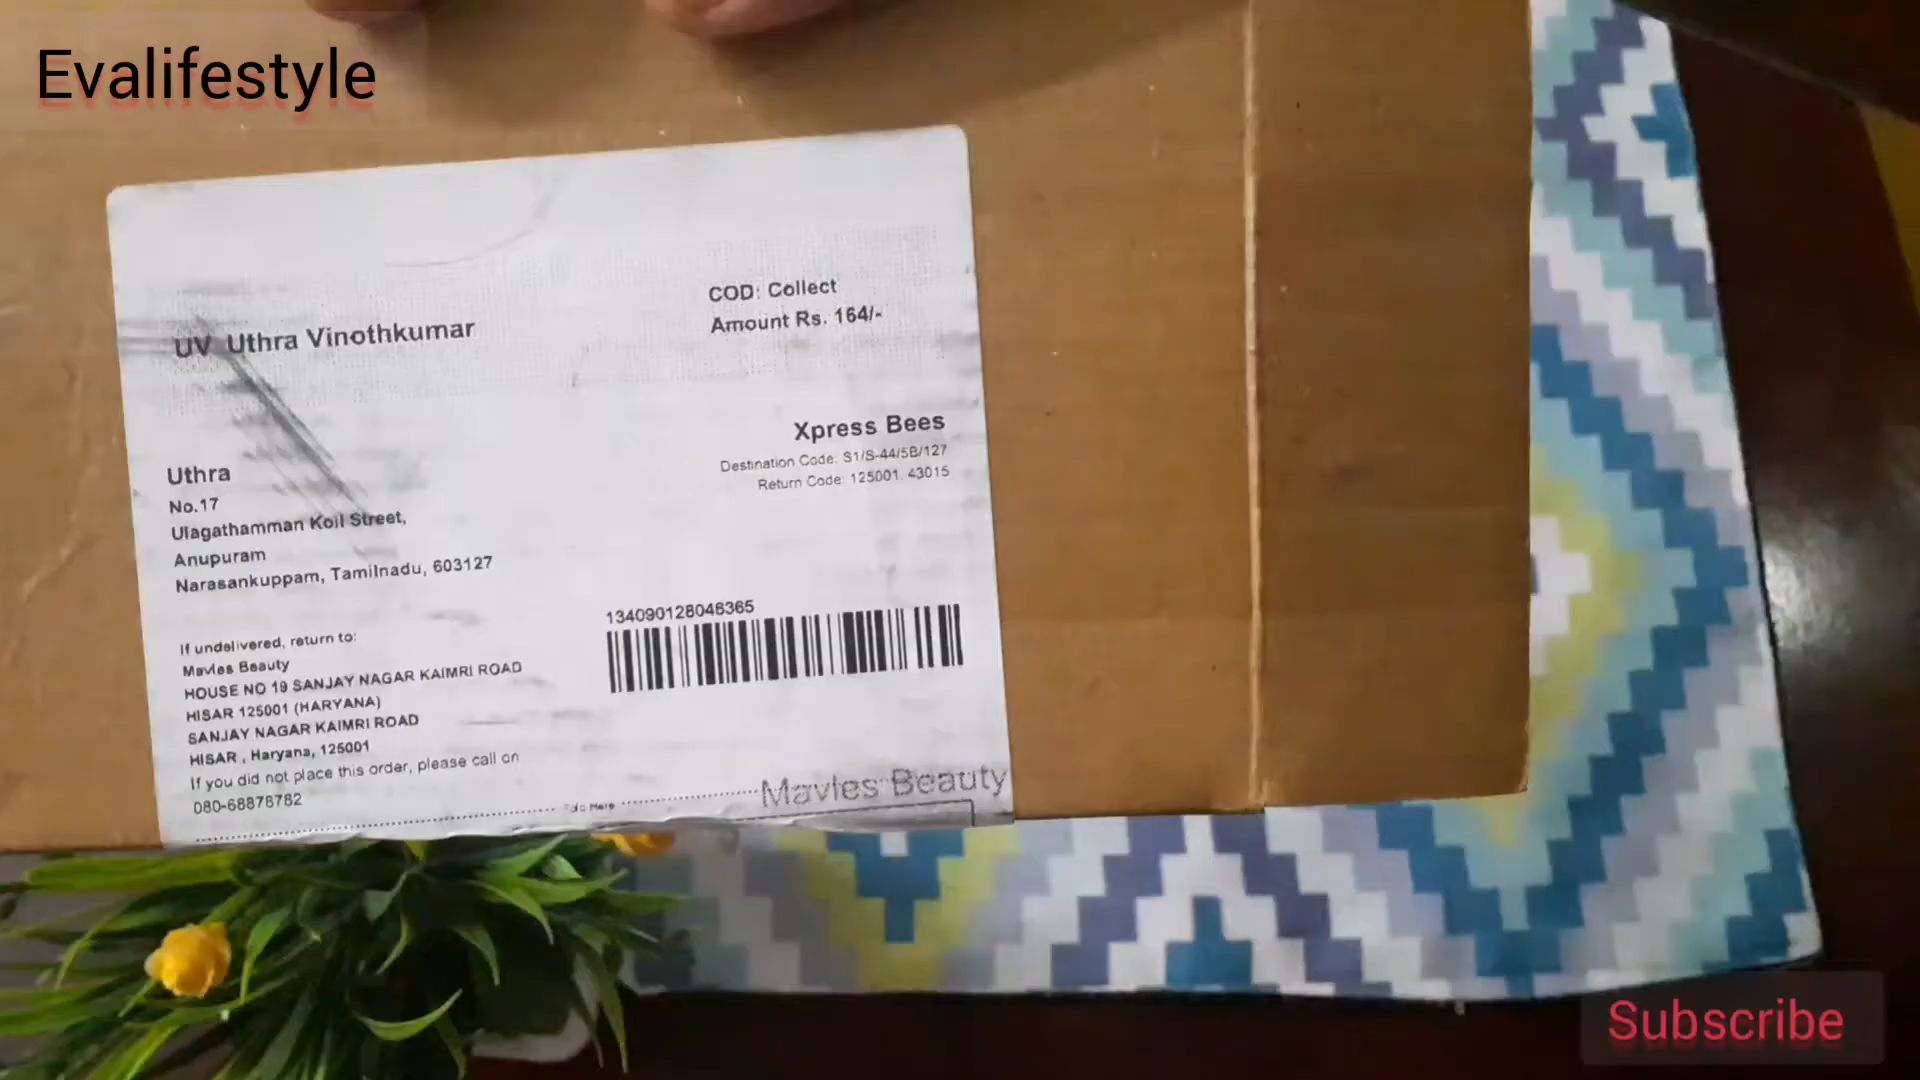 Evalifestyle
UV Uthra Vinothkumar
COD: Collect
Amount Rs. 164/-
Xpress Bees
Destination Code: S1/S-44/5B/127
Return Code: 125001, 43015
Uthra
No.17
Ulagathamman Koil Street,
Anupuram
Narasankuppam, Tamilnadu, 603127
134090128046365
If undelivered, return to:
Mavles Beauty
HOUSE NO 19 SANJAY NAGAR KAIMRI ROAD
HISAR 125001 (HARYANA)
SANJAY NAGAR KAIMRI ROAD
HISAR , Haryana, 125001
If you did not place this order, please call on
080-68878782
Mavles Beauty
Subscribe